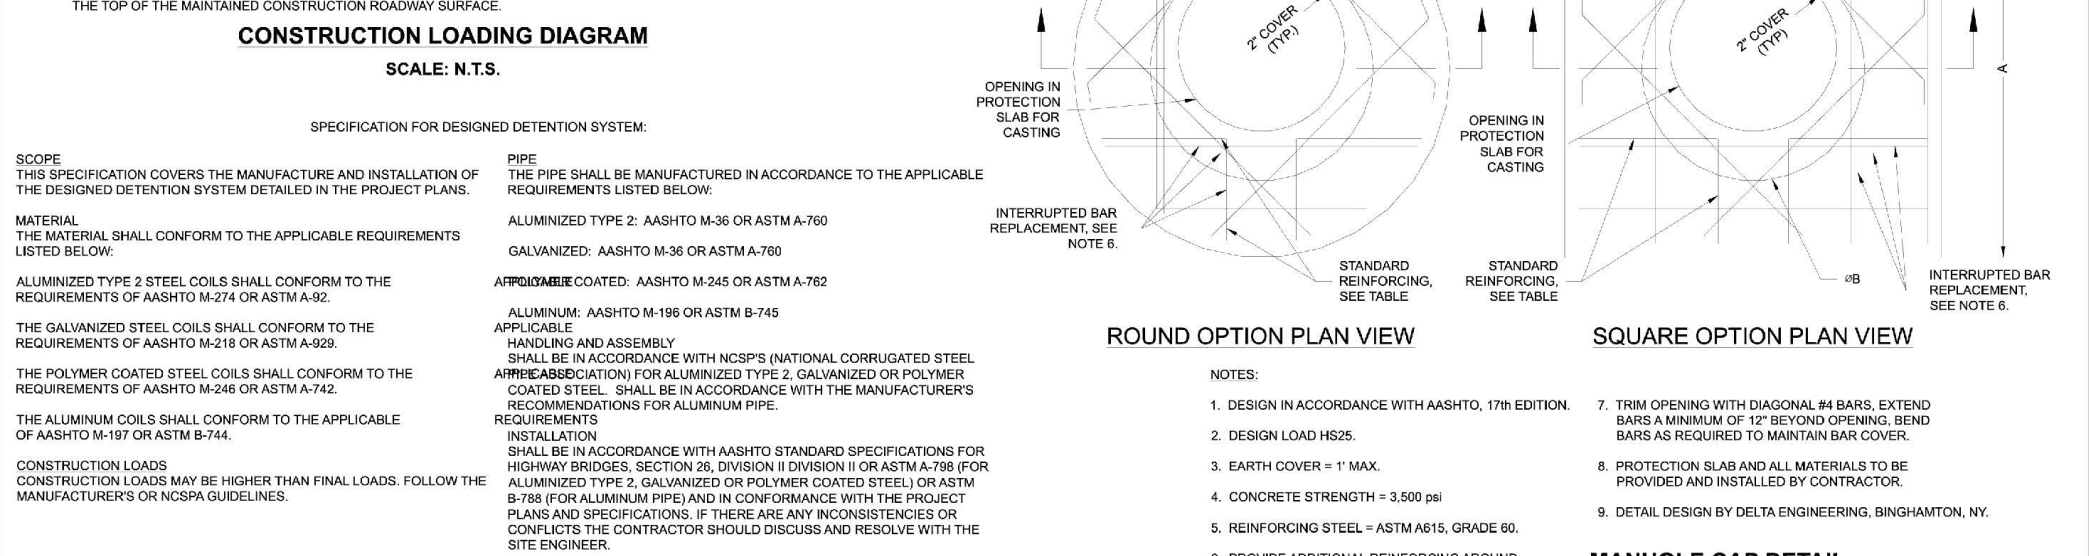 THE TOP OF THE MAINTAINED CONSTRUCTION ROADWAY SURFACE.
CONSTRUCTION LOADING DIAGRAM
SCALE: N.T.S.
SPECIFICATION FOR DESIGNED DETENTION SYSTEM:
SCOPE
THIS SPECIFICATION COVERS THE MANUFACTURE AND INSTALLATION OF
THE DESIGNED DETENTION SYSTEM DETAILED IN THE PROJECT PLANS.
MATERIAL
THE MATERIAL SHALL CONFORM TO THE APPLICABLE REQUIREMENTS
LISTED BELOW:
ALUMINIZED TYPE 2 STEEL COILS SHALL CONFORM TO THE
APPLICABLE
REQUIREMENTS OF AASHTO M-274 OR ASTM A-92.
THE GALVANIZED STEEL COILS SHALL CONFORM TO THE
APPLICABLE
REQUIREMENTS OF AASHTO M-218 OR ASTM A-929.
THE POLYMER COATED STEEL COILS SHALL CONFORM TO THE
APPLICABLE
REQUIREMENTS OF AASHTO M-246 OR ASTM A-742.
THE ALUMINUM COILS SHALL CONFORM TO THE APPLICABLE
REQUIREMENTS
OF AASHTO M-197 OR ASTM B-744.
CONSTRUCTION LOADS
CONSTRUCTION LOADS MAY BE HIGHER THAN FINAL LOADS. FOLLOW THE
MANUFACTURER'S OR NCSPA GUIDELINES.
PIPE
THE PIPE SHALL BE MANUFACTURED IN ACCORDANCE TO THE APPLICABLE
REQUIREMENTS LISTED BELOW:
ALUMINIZED TYPE 2: AASHTO M-36 OR ASTM A-760
GALVANIZED: AASHTO M-36 OR ASTM A-760
POLYMER COATED: AASHTO M-245 OR ASTM A-762
ALUMINUM: AASHTO M-196 OR ASTM B-745
HANDLING AND ASSEMBLY
SHALL BE IN ACCORDANCE WITH NCSP'S (NATIONAL CORRUGATED STEEL
PIPE ASSOCIATION) FOR ALUMINIZED TYPE 2, GALVANIZED OR POLYMER
COATED STEEL. SHALL BE IN ACCORDANCE WITH THE MANUFACTURER'S
RECOMMENDATIONS FOR ALUMINUM PIPE.
INSTALLATION
SHALL BE IN ACCORDANCE WITH AASHTO STANDARD SPECIFICATIONS FOR
HIGHWAY BRIDGES, SECTION 26, DIVISION II DIVISION II OR ASTM A-798 (FOR
ALUMINIZED TYPE 2, GALVANIZED OR POLYMER COATED STEEL) OR ASTM
B-788 (FOR ALUMINUM PIPE) AND IN CONFORMANCE WITH THE PROJECT
PLANS AND SPECIFICATIONS. IF THERE ARE ANY INCONSISTENCIES OR
CONFLICTS THE CONTRACTOR SHOULD DISCUSS AND RESOLVE WITH THE
SITE ENGINEER.
2" COVER
(TYP.)
OPENING IN
PROTECTION
SLAB FOR
CASTING
INTERRUPTED BAR
REPLACEMENT, SEE
NOTE 6.
STANDARD
REINFORCING,
SEE TABLE
ROUND OPTION PLAN VIEW
2" COVER
(TYP)
A
OPENING IN
PROTECTION
SLAB FOR
CASTING
STANDARD
REINFORCING,
SEE TABLE
øB
INTERRUPTED BAR
REPLACEMENT,
SEE NOTE 6.
SQUARE OPTION PLAN VIEW
NOTES:
1. DESIGN IN ACCORDANCE WITH AASHTO, 17th EDITION.
2. DESIGN LOAD HS25.
3. EARTH COVER = 1' MAX.
4. CONCRETE STRENGTH = 3,500 psi
5. REINFORCING STEEL = ASTM A615, GRADE 60.
6. PROVIDE ADDITIONAL REINFORCING AROUND
7. TRIM OPENING WITH DIAGONAL #4 BARS, EXTEND
BARS A MINIMUM OF 12" BEYOND OPENING, BEND
BARS AS REQUIRED TO MAINTAIN BAR COVER.
8. PROTECTION SLAB AND ALL MATERIALS TO BE
PROVIDED AND INSTALLED BY CONTRACTOR.
9. DETAIL DESIGN BY DELTA ENGINEERING, BINGHAMTON, NY.
MANHOLE CAP DETAIL